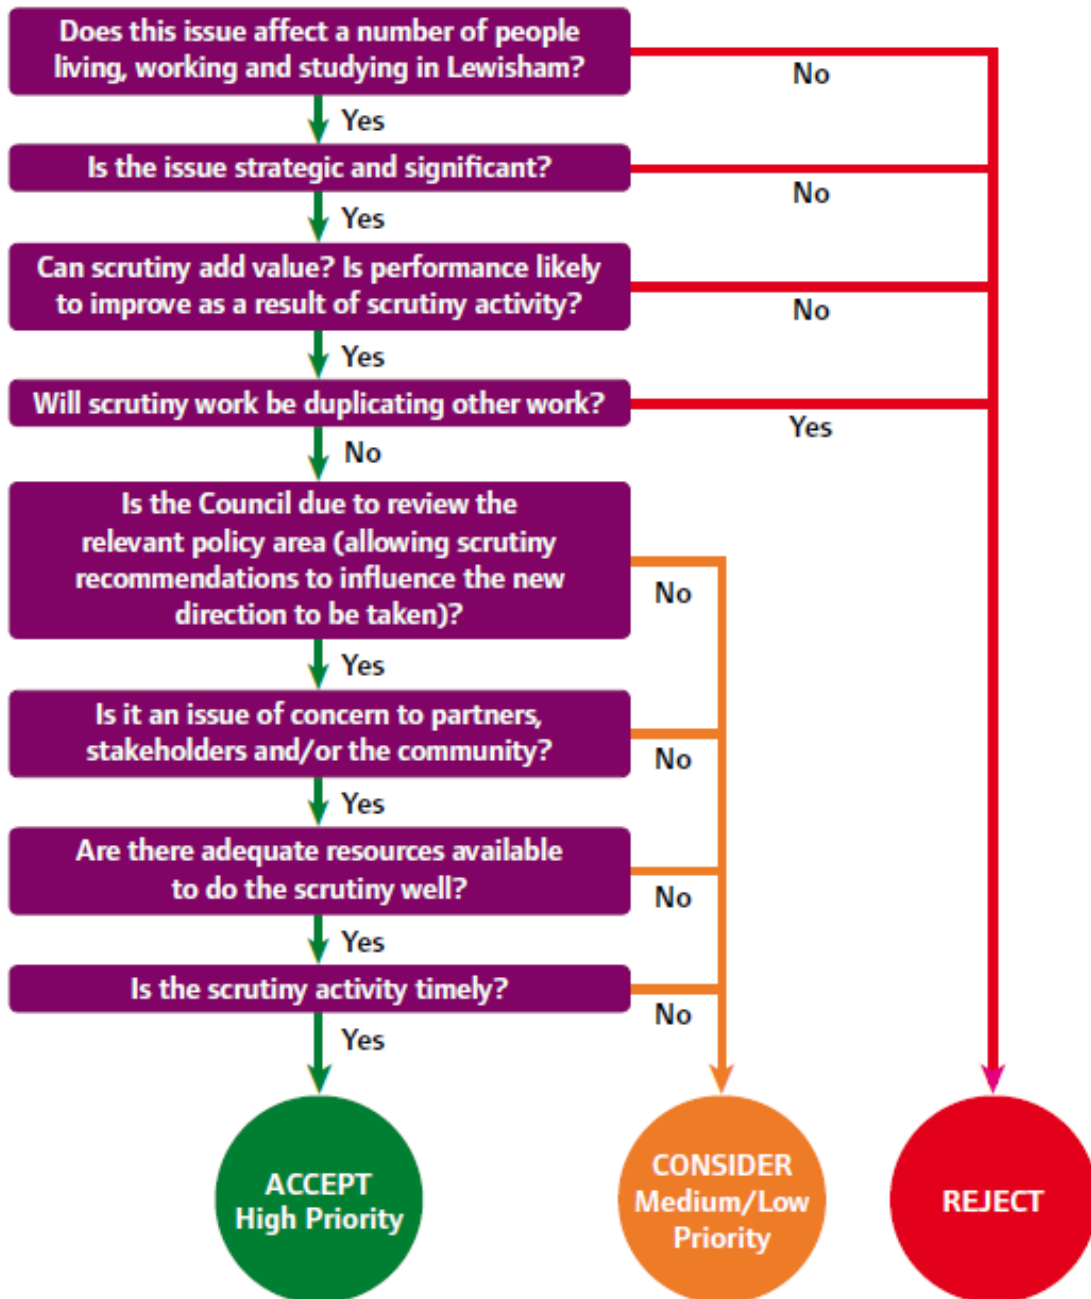 Does this issue affect a number of people
living, working and studying in Lewisham?
No
Yes
Is the issue strategic and significant?
No
Yes
Can scrutiny add value? Is performance likely
to improve as a result of scrutiny activity?
No
Yes
Will scrutiny work be duplicating other work?
Yes
No
Is the Council due to review the
relevant policy area (allowing scrutiny
recommendations to influence the new
direction to be taken)?
No
Yes
Is it an issue of concern to partners,
stakeholders and/or the community?
No
Yes
Are there adequate resources available
to do the scrutiny well?
No
Yes
Is the scrutiny activity timely?
No
Yes
ACCEPT
High Priority
CONSIDER
Medium/Low
Priority
REJECT